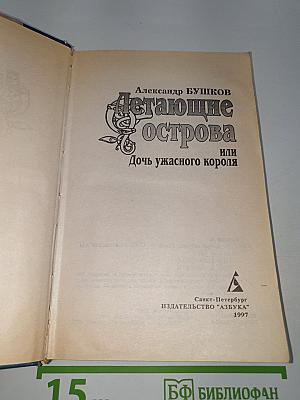 Александр БУШКОВ
Летающие
острова
или
Дочь ужасного короля
Санкт-Петербург
ИЗДАТЕЛЬСТВО "АЗБУКА"
1997
15
БФ БИБЛИОФАН